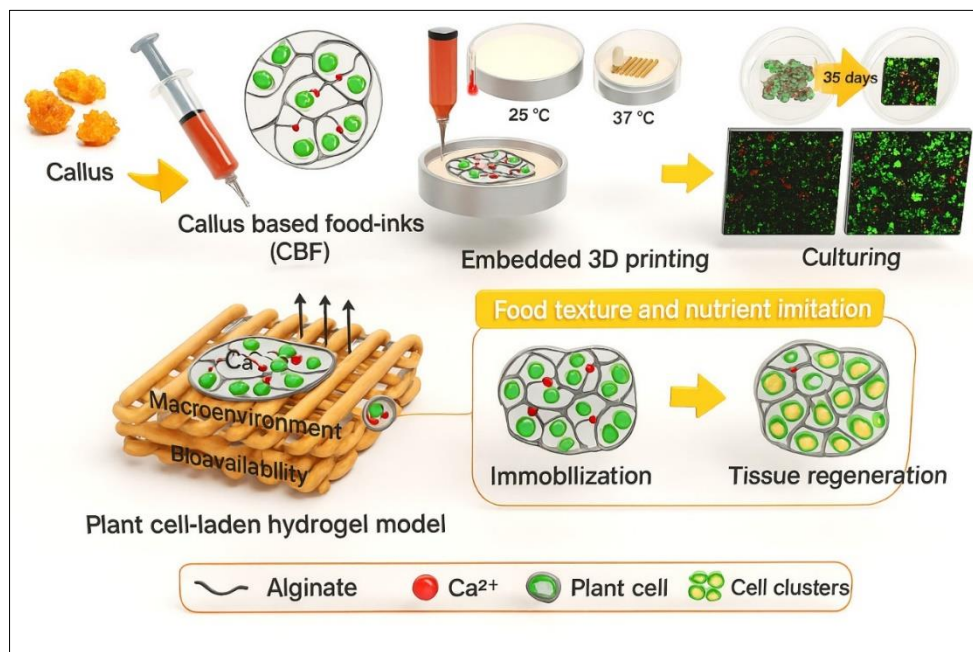 Callus
Callus based food-inks
(CBF)
25 °C
37 °C
Embedded 3D printing
35 days
Culturing
Ca
Macroenvironment
Bioavailability
Plant cell-laden hydrogel model
Food texture and nutrient imitation
Immobilization
Tissue regeneration
Alginate
Ca²⁺
Plant cell
Cell clusters